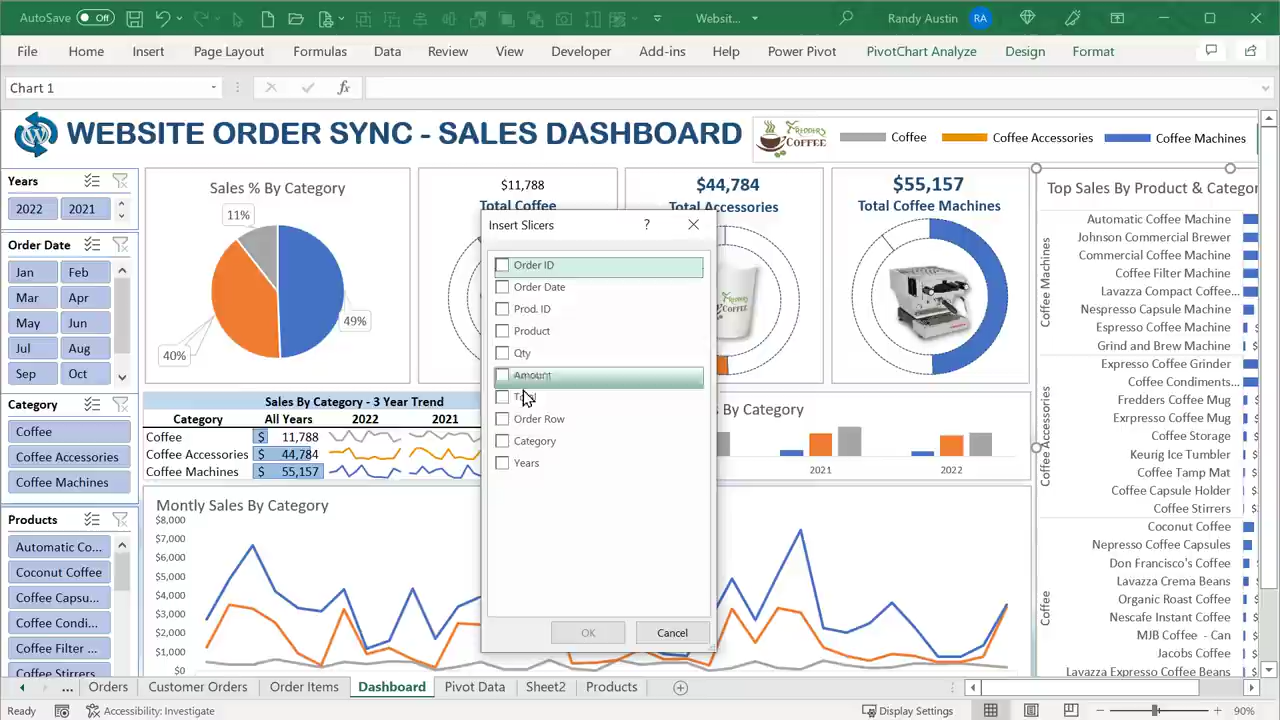 AutoSave Off
Websit...
Randy Austin RA
File Home Insert Page Layout Formulas Data Review View Developer Add-ins Help Power Pivot PivotChart Analyze Design Format
Chart 1
fx
WEBSITE ORDER SYNC - SALES DASHBOARD
COFFEE
Coffee Coffee Accessories Coffee Machines
Years
2022 2021
Order Date
Jan Feb
Mar Apr
May Jun
Jul Aug
Sep Oct
Category
Coffee
Coffee Accessories
Coffee Machines
Products
Automatic Co...
Coconut Coffee
Coffee Capsu...
Coffee Condi...
Coffee Filter ...
Coffee Stirrers
Sales % By Category
11%
49%
40%
$11,788
Total Coffee
$44,784
Total Accessories
$55,157
Total Coffee Machines
Sales By Category - 3 Year Trend
Category All Years 2022 2021
Coffee $ 11,788
Coffee Accessories $ 44,784
Coffee Machines $ 55,157
By Category
2021 2022
Montly Sales By Category
$8,000
$7,000
$6,000
$5,000
$4,000
$3,000
$2,000
$1,000
$0
Insert Slicers ?
Order ID
Order Date
Prod. ID
Product
Qty
Amount
Order Row
Category
Years
OK Cancel
Top Sales By Product & Categor
Coffee Machines
Automatic Coffee Machine
Johnson Commercial Brewer
Commercial Coffee Machine
Coffee Filter Machine
Lavazza Compact Coffee...
Nespresso Capsule Machine
Espresso Coffee Machine
Grind and Brew Machine
Coffee Accessories
Expresso Coffee Grinder
Coffee Condiments...
Fredders Coffee Mug
Exrpresso Coffee Mug
Coffee Storage
Keurig Ice Tumbler
Coffee Tamp Mat
Coffee Capsule Holder
Coffee Stirrers
Coffee
Coconut Coffee
Nepresso Coffee Capsules
Don Francisco's Coffee
Lavazza Crema Beans
Organic Roast Coffee
Nescafe Instant Coffee
MJB Coffee - Can
Jacobs Coffee
Lavazza Expresso Beans
... Orders Customer Orders Order Items Dashboard Pivot Data Sheet2 Products
Ready Accessibility: Investigate Display Settings 90%